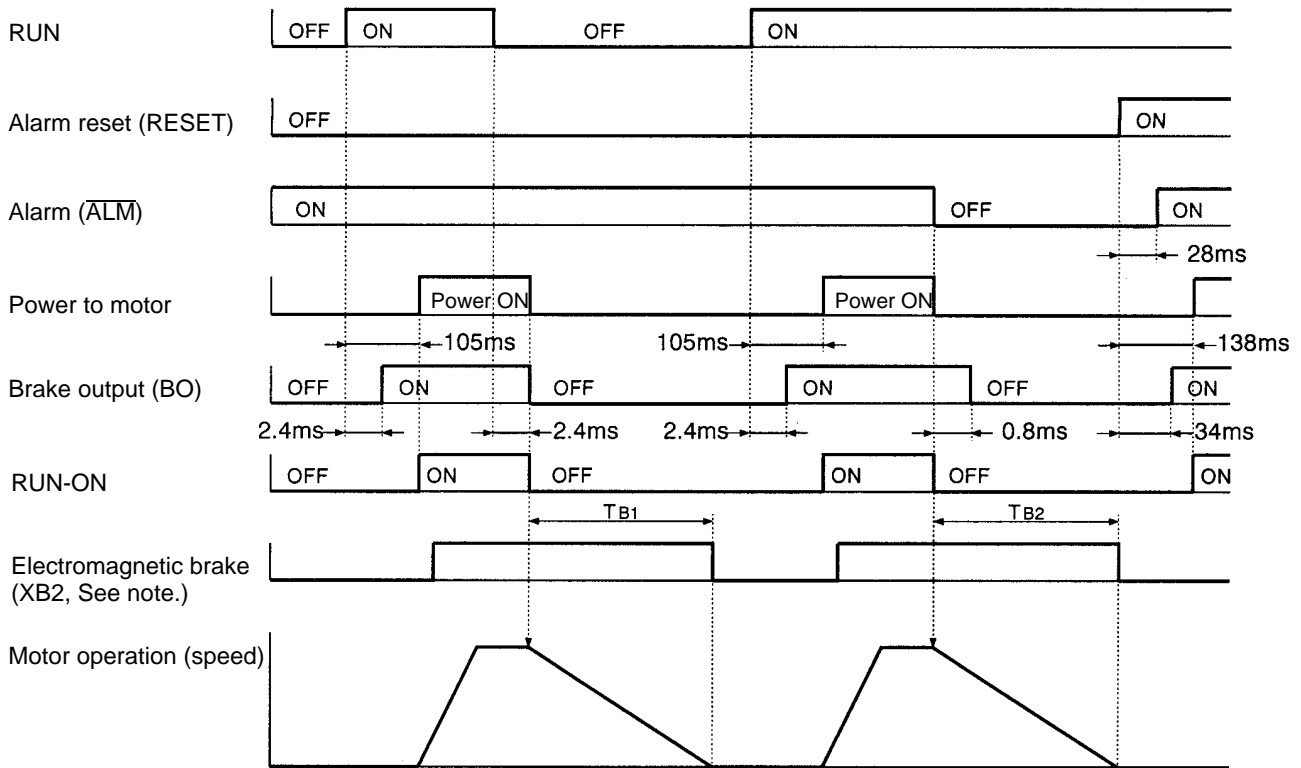 RUN OFF ON OFF ON
Alarm reset (RESET) OFF ON
Alarm (ALM) ON OFF ON
28ms
Power to motor Power ON Power ON
105ms 105ms 138ms
Brake output (BO) OFF ON OFF ON OFF ON
2.4ms 2.4ms 2.4ms 0.8ms 34ms
RUN-ON OFF ON OFF ON OFF ON
TB1 TB2
Electromagnetic brake
(XB2, See note.)
Motor operation (speed)